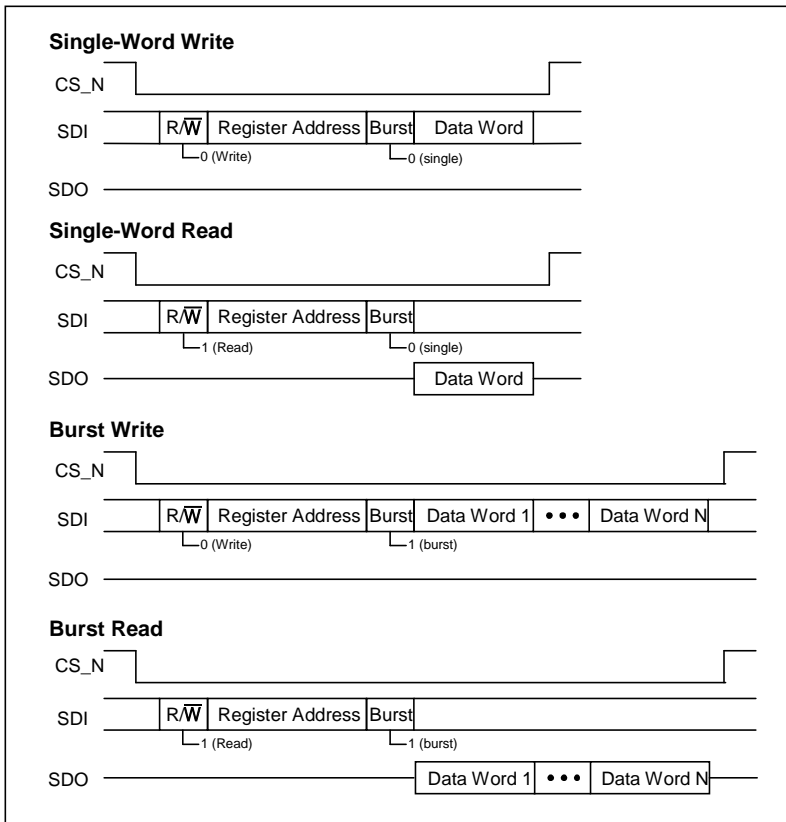 Single-Word Write
CS_N
SDI R/W̅ Register Address Burst Data Word
0 (Write) 0 (single)
SDO
Single-Word Read
CS_N
SDI R/W̅ Register Address Burst
1 (Read) 0 (single)
SDO Data Word
Burst Write
CS_N
SDI R/W̅ Register Address Burst Data Word 1 ••• Data Word N
0 (Write) 1 (burst)
SDO
Burst Read
CS_N
SDI R/W̅ Register Address Burst
1 (Read) 1 (burst)
SDO Data Word 1 ••• Data Word N